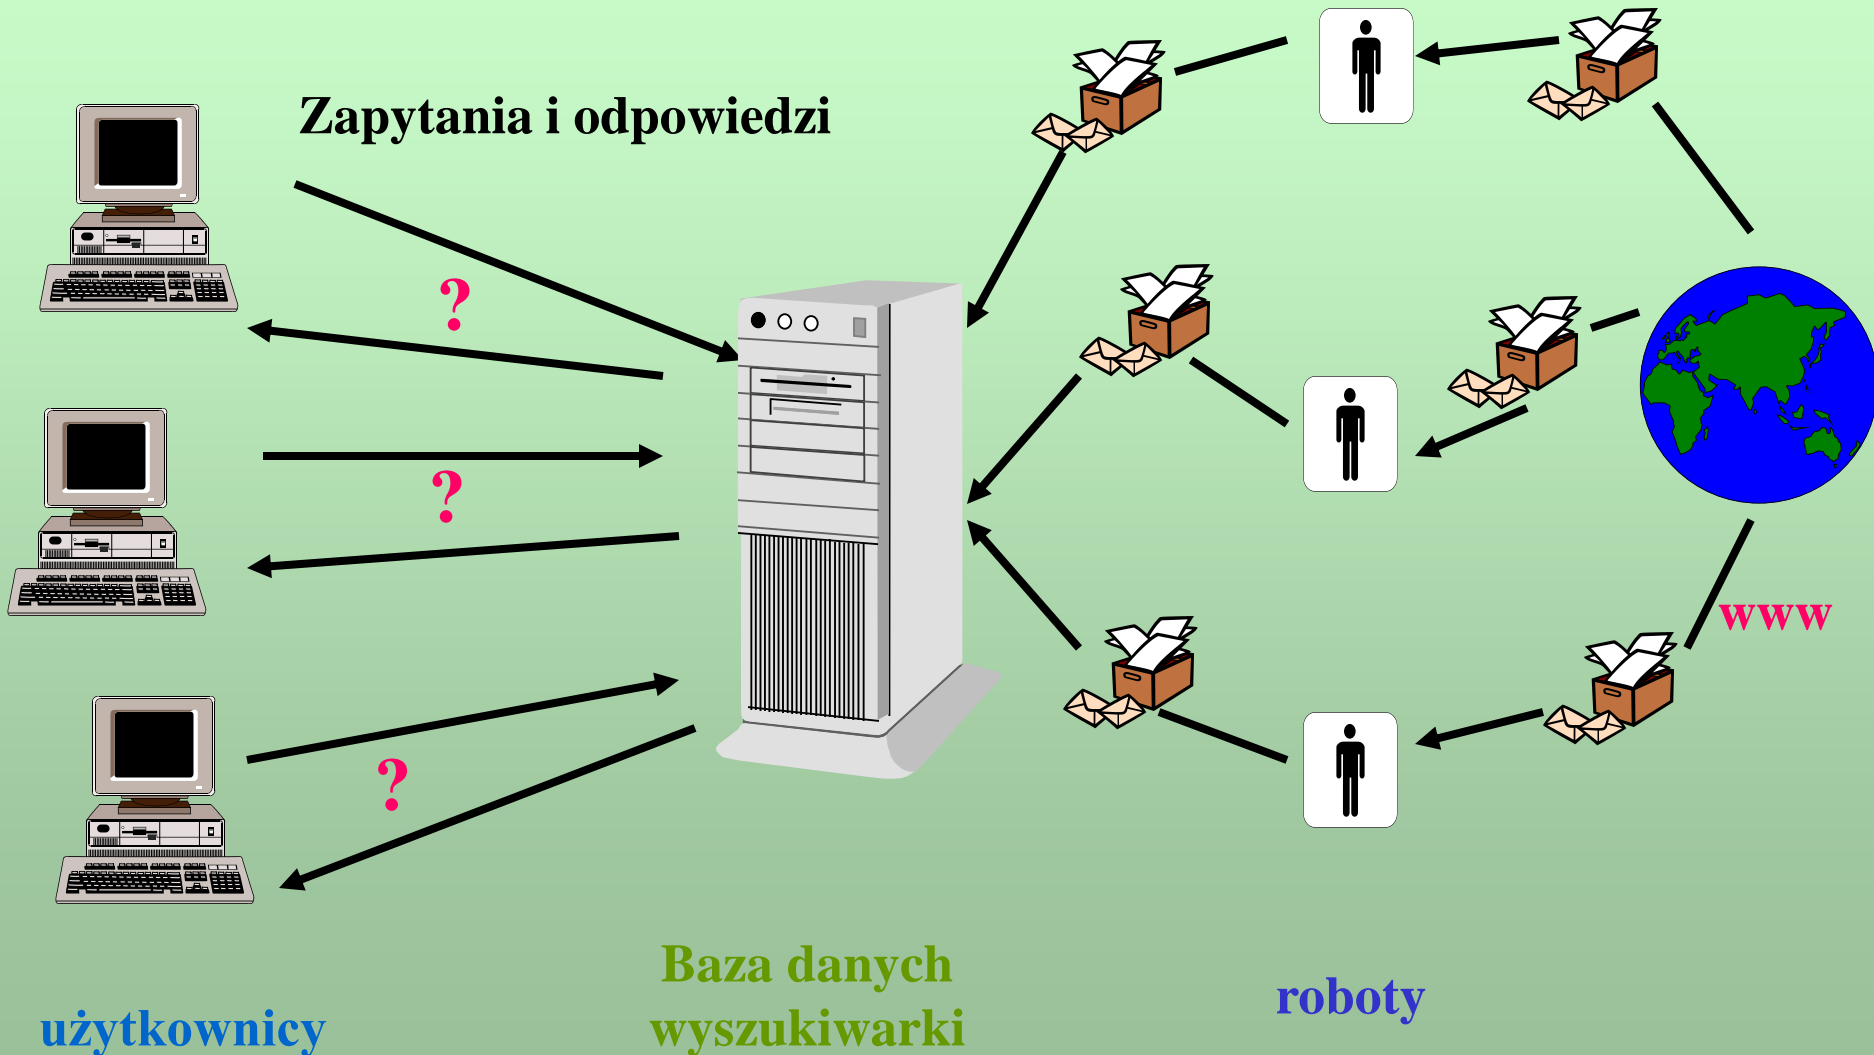 Zapytania i odpowiedzi
?
?
www
?
Baza danych
wyszukiwarki
roboty
użytkownicy